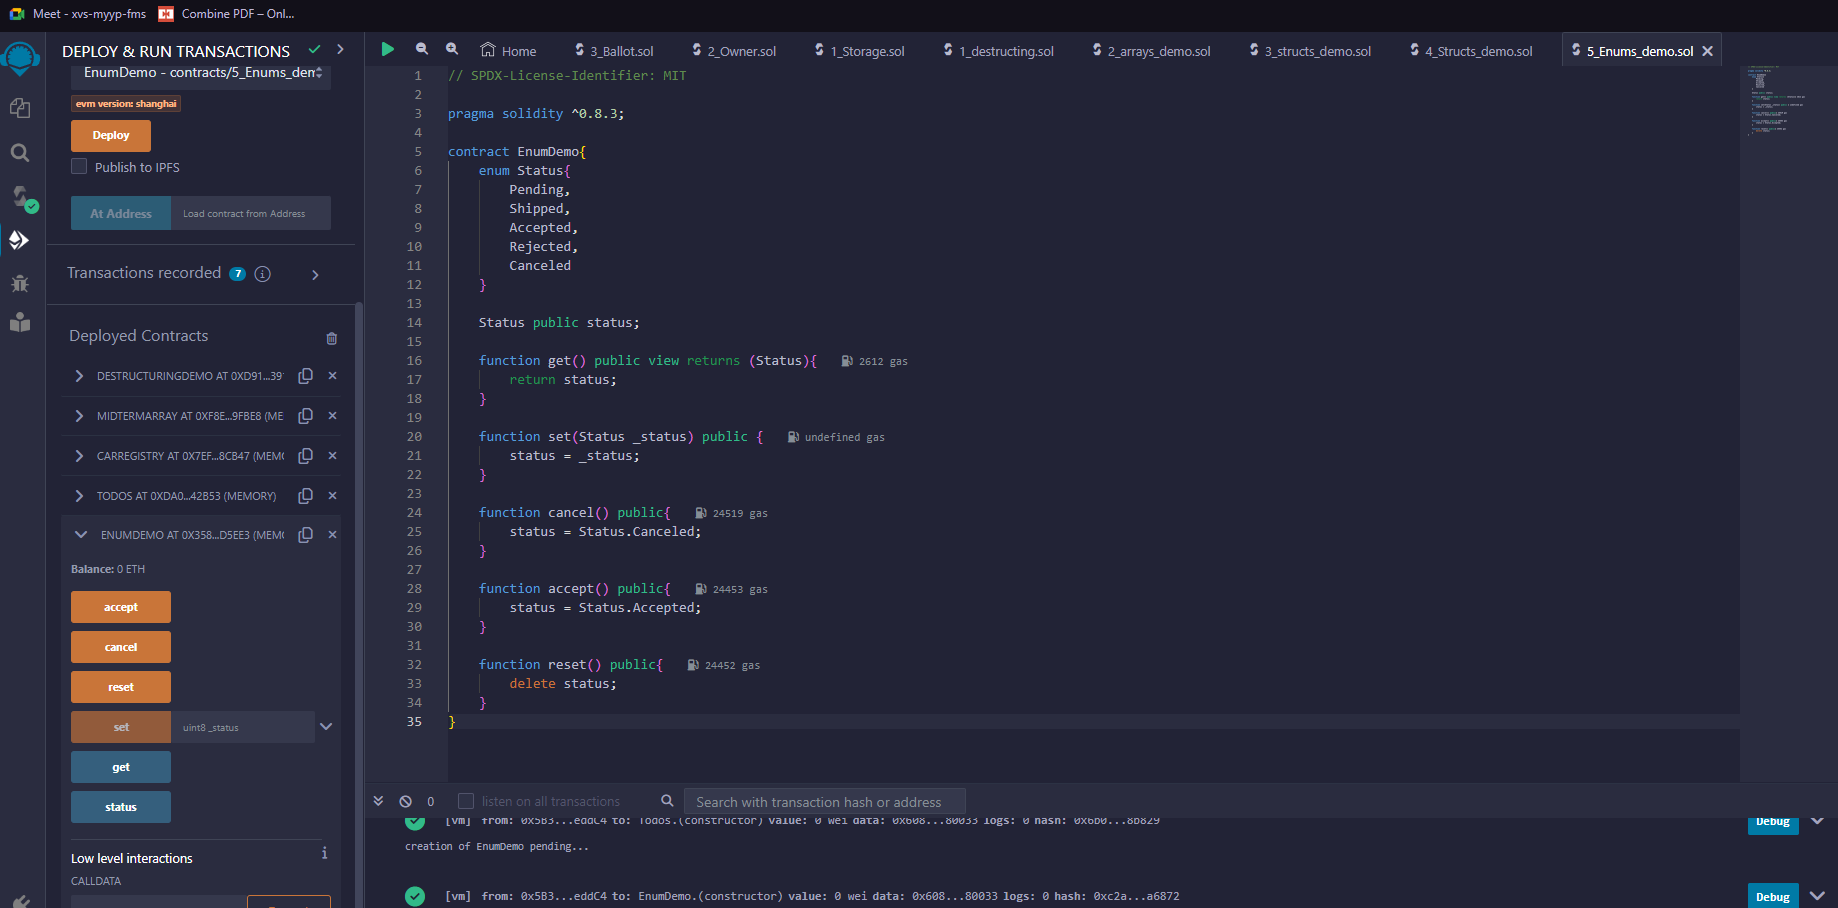 Meet - xvs-myyp-fms
Combine PDF – Onl...
DEPLOY & RUN TRANSACTIONS
Home
3_Ballot.sol
2_Owner.sol
1_Storage.sol
1_destructing.sol
2_arrays_demo.sol
3_structs_demo.sol
4_Structs_demo.sol
5_Enums_demo.sol
EnumDemo - contracts/5_Enums_den
evm version: shanghai
Deploy
Publish to IPFS
At Address
Load contract from Address
Transactions recorded 7
Deployed Contracts
DESTRUCTURINGDEMO AT 0XD91...39
MIDTERMARRAY AT 0XF8E...9FBE8 (ME
CARREGISTRY AT 0X7EF...8CB47 (MEM
TODOS AT 0XDA0...42B53 (MEMORY)
ENUMDEMO AT 0X358...D5EE3 (MEM
Balance: 0 ETH
accept
cancel
reset
set uint8 _status
get
status
Low level interactions
CALLDATA
1 // SPDX-License-Identifier: MIT
2
3 pragma solidity ^0.8.3;
4
5 contract EnumDemo{
6 enum Status{
7 Pending,
8 Shipped,
9 Accepted,
10 Rejected,
11 Canceled
12 }
13
14 Status public status;
15
16 function get() public view returns (Status){ 2612 gas
17 return status;
18 }
19
20 function set(Status _status) public { undefined gas
21 status = _status;
22 }
23
24 function cancel() public{ 24519 gas
25 status = Status.Canceled;
26 }
27
28 function accept() public{ 24453 gas
29 status = Status.Accepted;
30 }
31
32 function reset() public{ 24452 gas
33 delete status;
34 }
35 }
0
listen on all transactions
Search with transaction hash or address
[vm] from: 0x5B3...eddC4 to: Todos.(constructor) value: 0 wei data: 0x608...80033 logs: 0 hash: 0x6b0...8b829
Debug
creation of EnumDemo pending...
[vm] from: 0x5B3...eddC4 to: EnumDemo.(constructor) value: 0 wei data: 0x608...80033 logs: 0 hash: 0xc2a...a6872
Debug